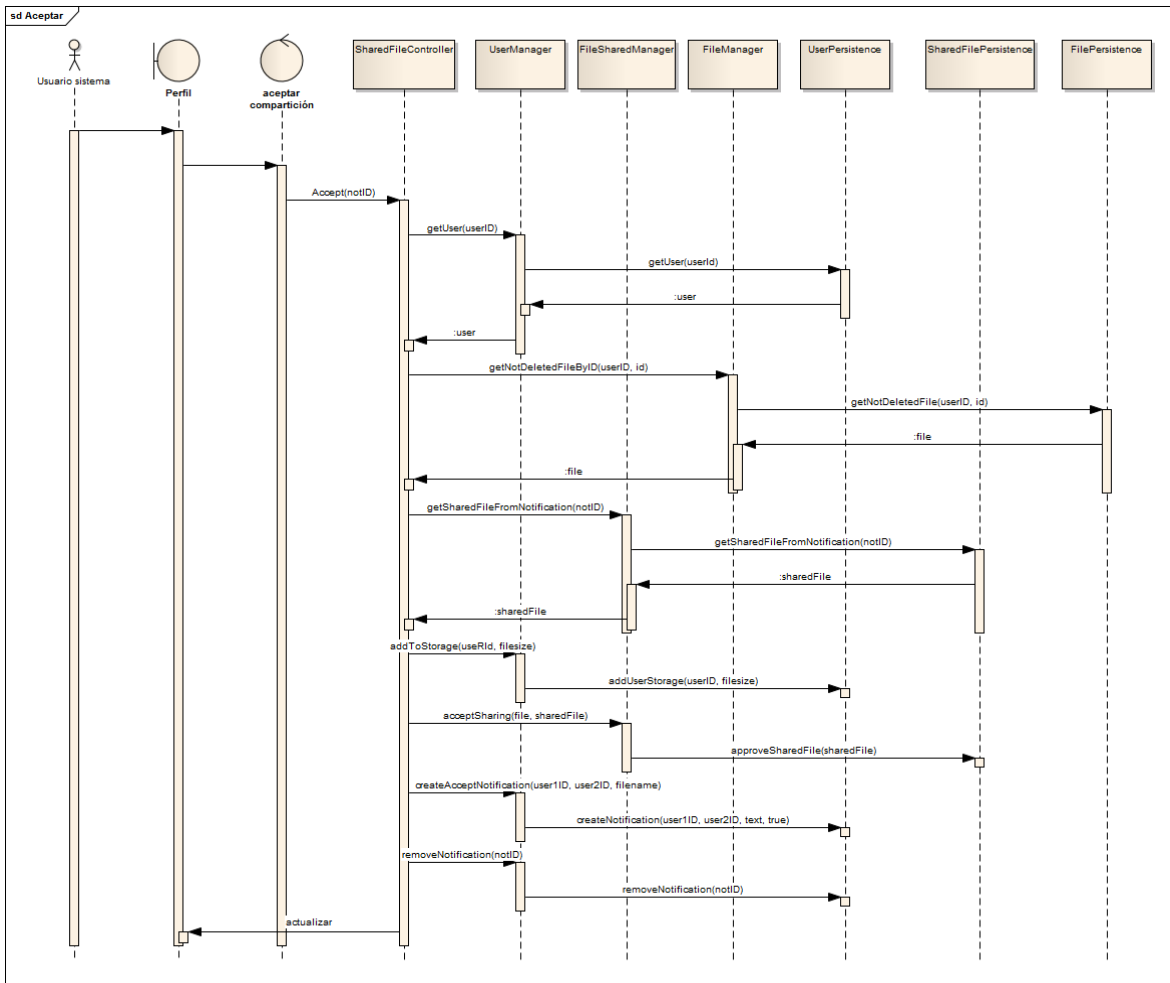 sd Aceptar
SharedFileController
UserManager
FileSharedManager
FileManager
UserPersistence
SharedFilePersistence
FilePersistence
Usuario sistema
Perfil
aceptar
compartición
Accept(notID)
getUser(userID)
getUser(userId)
:user
:user
getNotDeletedFileByID(userID, id)
getNotDeletedFile(userID, id)
:file
:file
getSharedFileFromNotification(notID)
getSharedFileFromNotification(notID)
:sharedFile
:sharedFile
addToStorage(useRId, filesize)
addUserStorage(userID, filesize)
acceptSharing(file, sharedFile)
approveSharedFile(sharedFile)
createAcceptNotification(user1ID, user2ID, filename)
createNotification(user1ID, user2ID, text, true)
removeNotification(notID)
removeNotification(notID)
actualizar